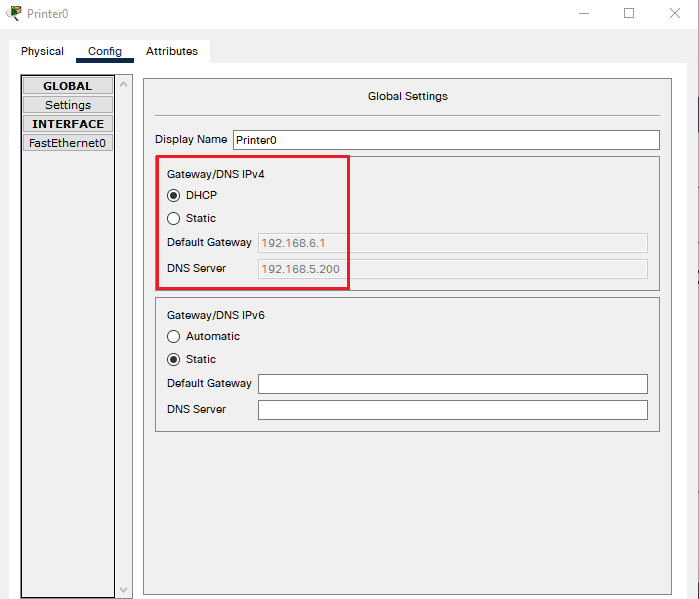 Printer0
Physical Config Attributes
GLOBAL
Settings
INTERFACE
FastEthernet0
Global Settings
Display Name Printer0
Gateway/DNS IPv4
DHCP
Static
Default Gateway 192.168.6.1
DNS Server 192.168.5.200
Gateway/DNS IPv6
Automatic
Static
Default Gateway
DNS Server